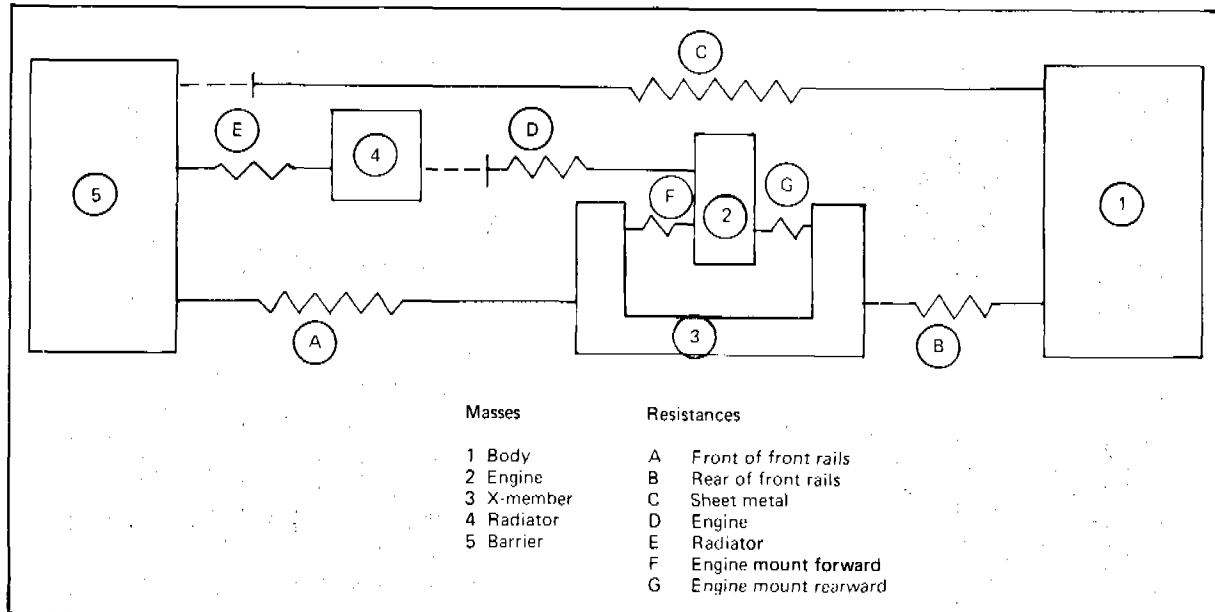 C
E
D
4
F
G
5
2
1
A
3
B
Masses
1 Body
2 Engine
3 X-member
4 Radiator
5 Barrier
Resistances
A Front of front rails
B Rear of front rails
C Sheet metal
D Engine
E Radiator
F Engine mount forward
G Engine mount rearward